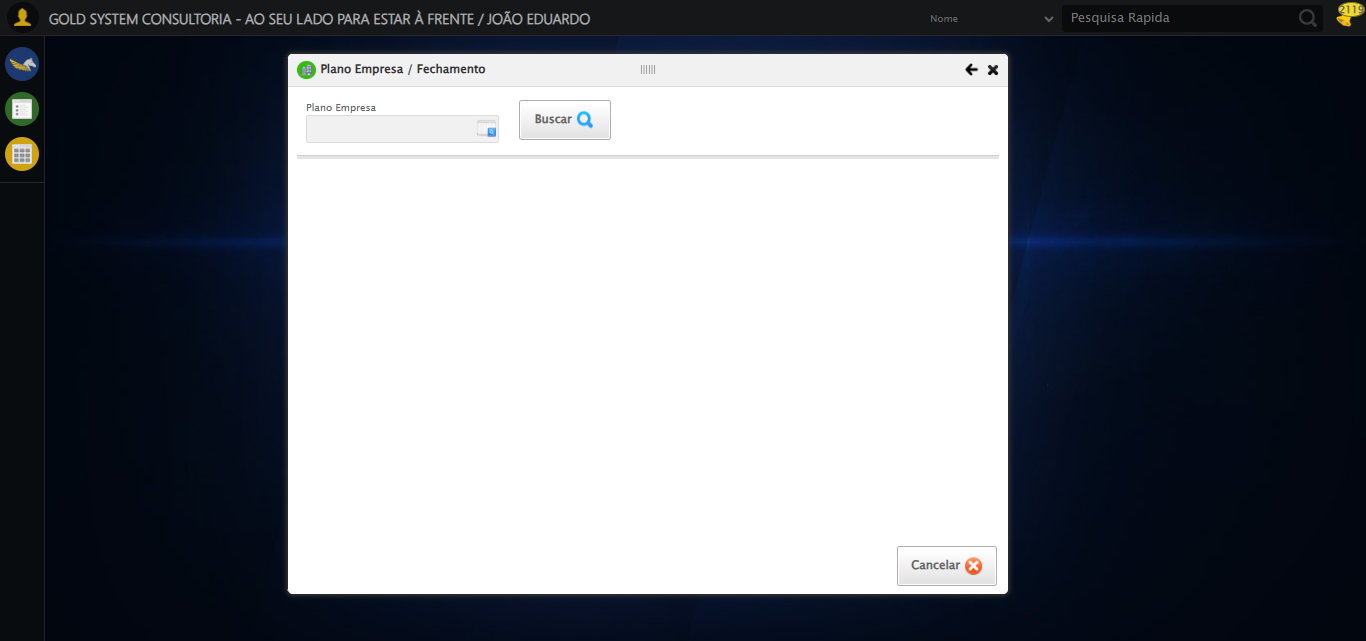 GOLD SYSTEM CONSULTORIA - AO SEU LADO PARA ESTAR À FRENTE / JOÃO EDUARDO
Nome
Pesquisa Rapida
2119
Plano Empresa / Fechamento
Plano Empresa
Buscar
Cancelar